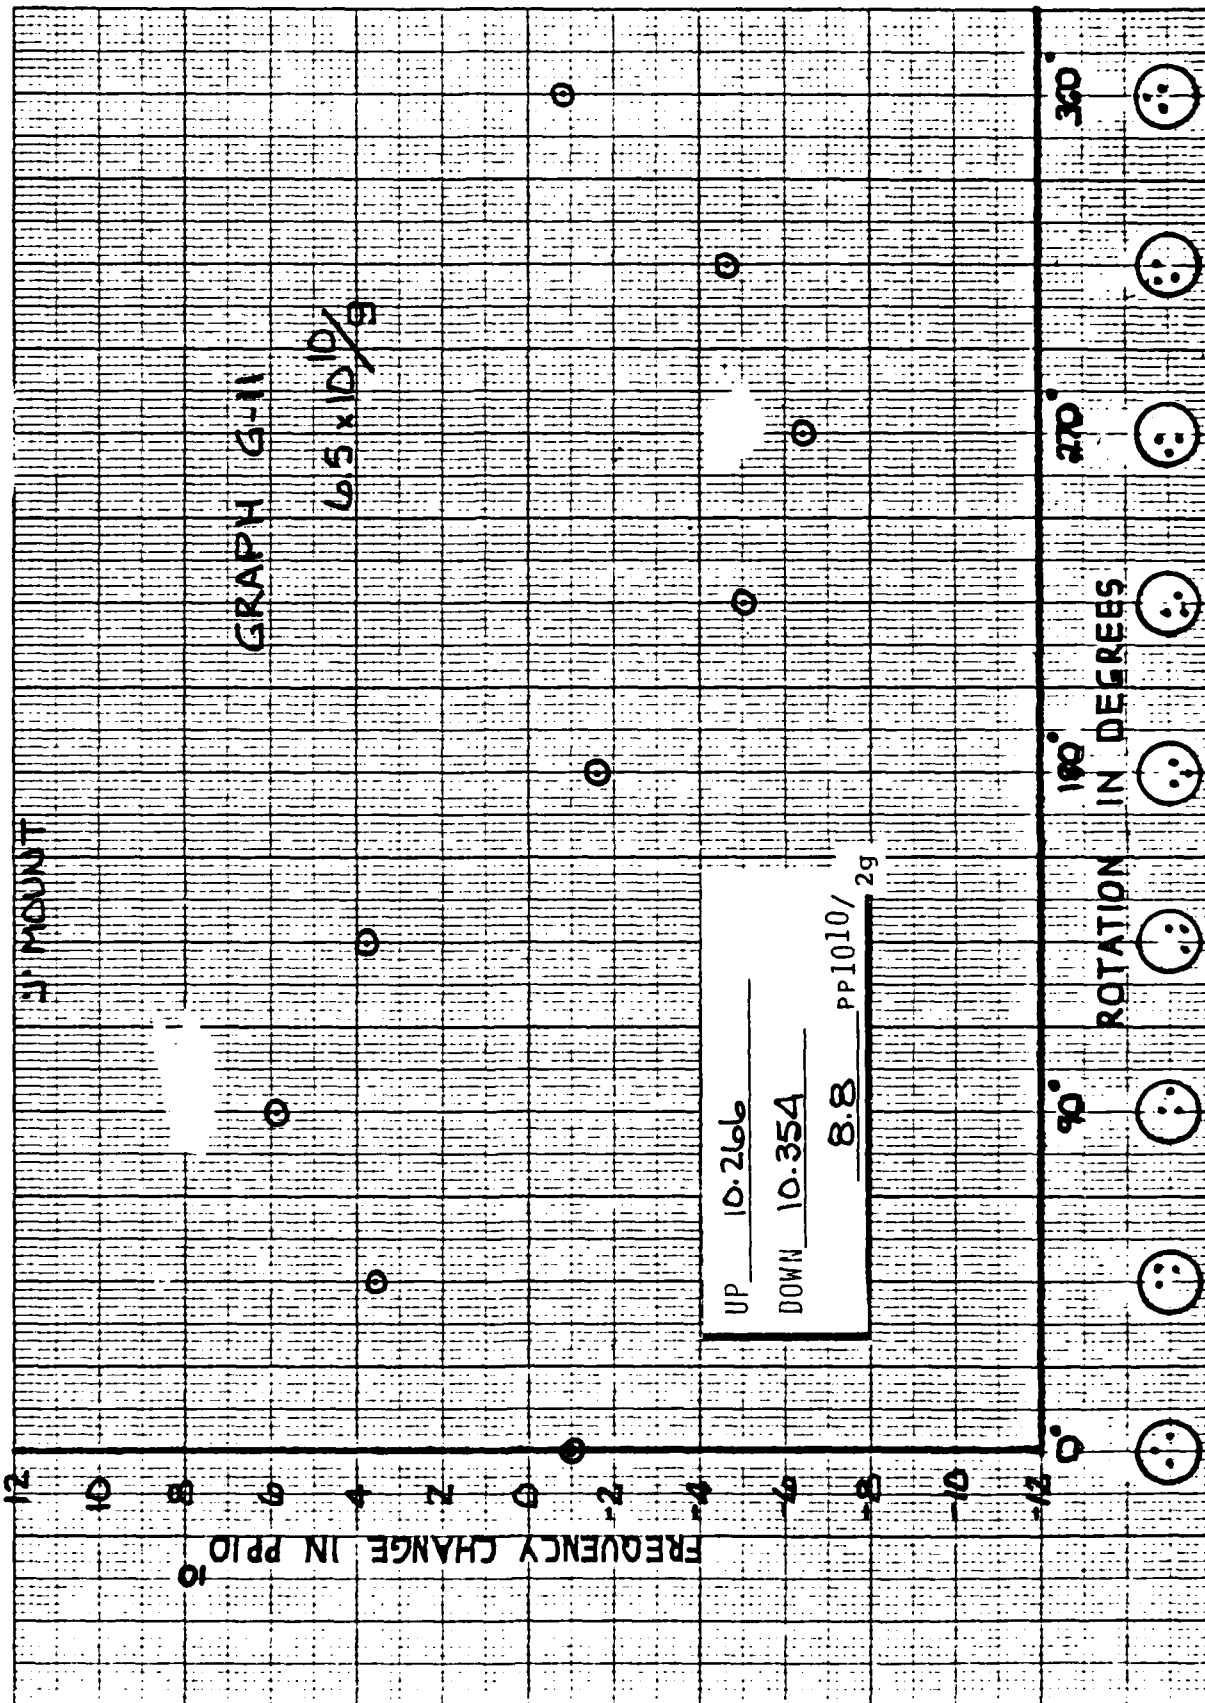 "J" MOUNT
GRAPH G-11
6.5 x 10 10/g
12
10
8
6
4
2
0
-2
-4
-6
-8
-10
-12
FREQUENCY CHANGE IN PP10 10
UP 10.266
DOWN 10.354
8.8 PP10 10/2g
0° 90° 180° 270° 360°
ROTATION IN DEGREES